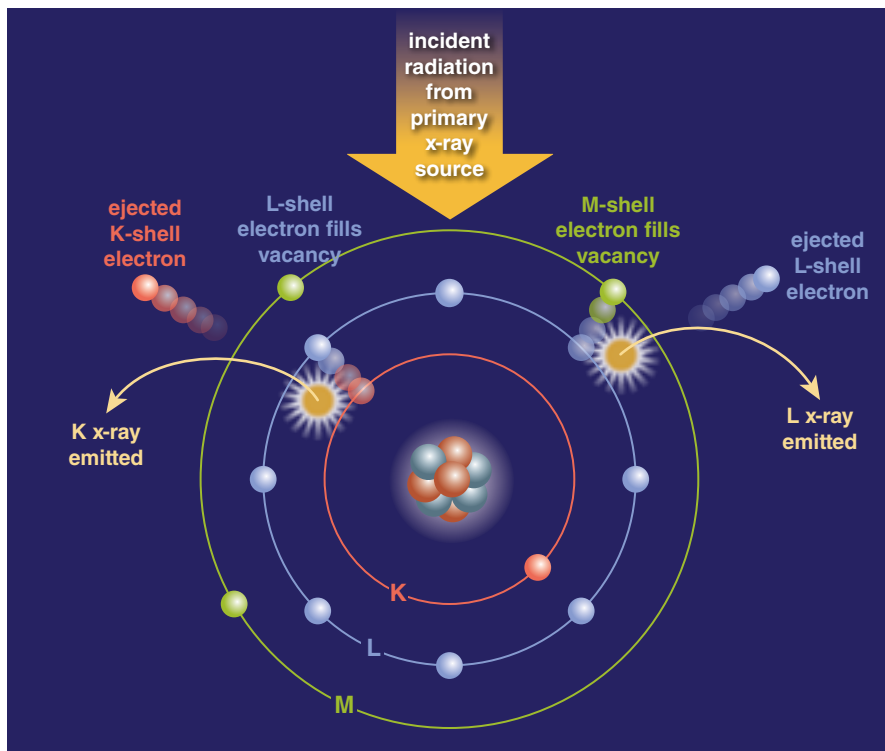 incident
radiation
from
primary
x-ray
source
ejected
K-shell
electron
L-shell
electron fills
vacancy
M-shell
electron fills
vacancy
ejected
L-shell
electron
K x-ray
emitted
L x-ray
emitted
K
L
M